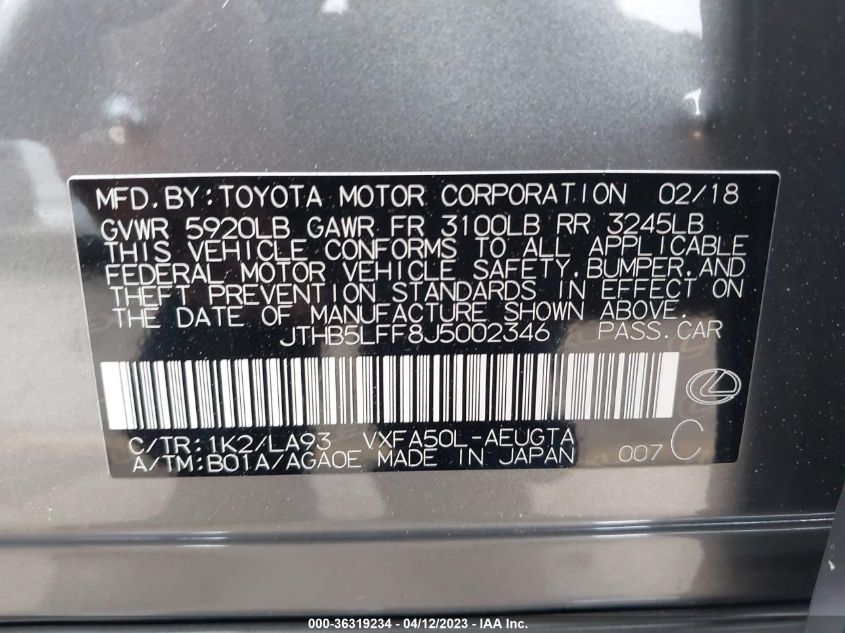 MFD.BY:TOYOTA MOTOR CORPORATION 02/18
GVWR 5920LB GAWR FR 3100LB RR 3245LB
THIS VEHICLE CONFORMS TO ALL APPLICABLE
FEDERAL MOTOR VEHICLE SAFETY,BUMPER,AND
THEFT PREVENTION STANDARDS IN EFFECT ON
THE DATE OF MANUFACTURE SHOWN ABOVE.
JTHB5LFF8J5002346 PASS.CAR
C/TR:1K2/LA93 VXFA50L-AEUGTA
A/TM:B01A/AGA0E MADE IN JAPAN 007 C
000-36319234 - 04/12/2023 - IAA Inc.